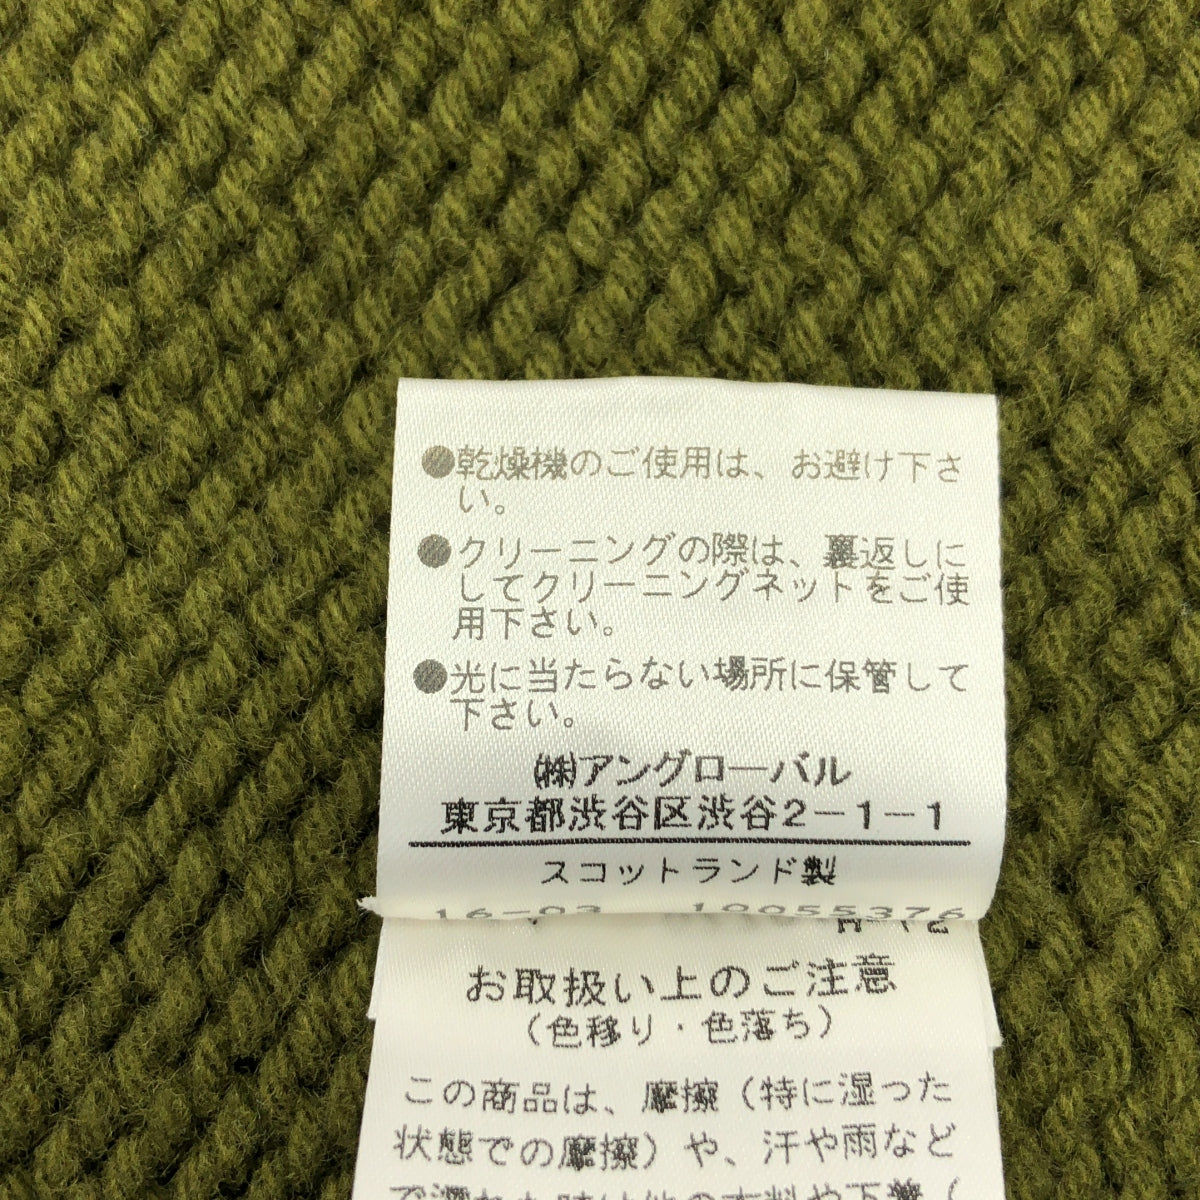 ●乾燥機のご使用は、お避け下さ
い。
●クリーニングの際は、裏返しに
してクリーニングネットをご使
用下さい。
●光に当たらない場所に保管して
下さい。
(株)アングローバル
東京都渋谷区渋谷2-1-1
スコットランド製
16-03 10055376
お取扱い上のご注意
(色移り・色落ち)
この商品は、摩擦(特に湿った
状態での摩擦)や、汗や雨など